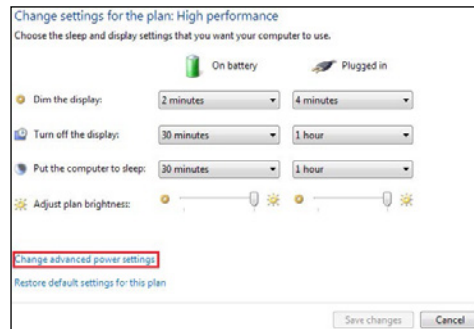 Change settings for the plan: High performance
Choose the sleep and display settings that you want your computer to use.
On battery Plugged in
Dim the display: 2 minutes 4 minutes
Turn off the display: 30 minutes 1 hour
Put the computer to sleep: 30 minutes 1 hour
Adjust plan brightness:
Change advanced power settings
Restore default settings for this plan
Save changes Cancel